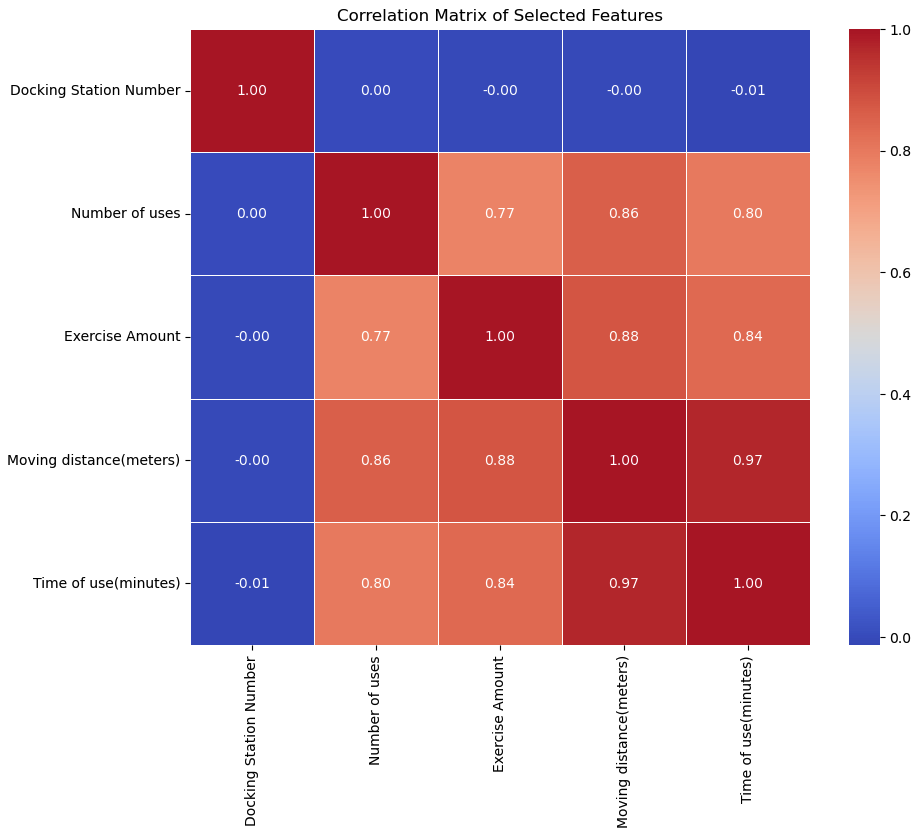 Correlation Matrix of Selected Features
Docking Station Number 1.00 0.00 -0.00 -0.00 -0.01
Number of uses 0.00 1.00 0.77 0.86 0.80
Exercise Amount -0.00 0.77 1.00 0.88 0.84
Moving distance(meters) -0.00 0.86 0.88 1.00 0.97
Time of use(minutes) -0.01 0.80 0.84 0.97 1.00
Docking Station Number
Number of uses
Exercise Amount
Moving distance(meters)
Time of use(minutes)
1.0
0.8
0.6
0.4
0.2
0.0